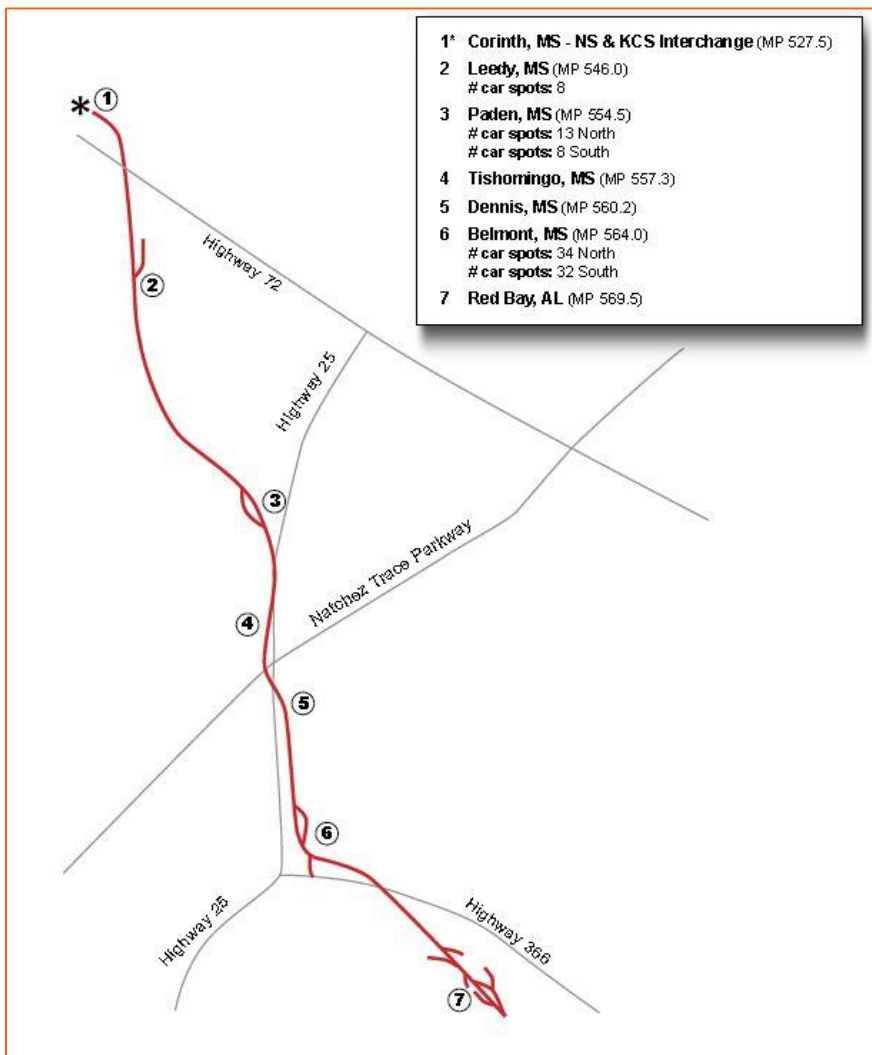 1* Corinth, MS - NS & KCS Interchange (MP 527.5)
2 Leedy, MS (MP 546.0)
# car spots: 8
3 Paden, MS (MP 554.5)
# car spots: 13 North
# car spots: 8 South
4 Tishomingo, MS (MP 557.3)
5 Dennis, MS (MP 560.2)
6 Belmont, MS (MP 564.0)
# car spots: 34 North
# car spots: 32 South
7 Red Bay, AL (MP 569.5)
* 1
Highway 72
2
Highway 25
3
Natchez Trace Parkway
4
5
6
Highway 25
Highway 366
7